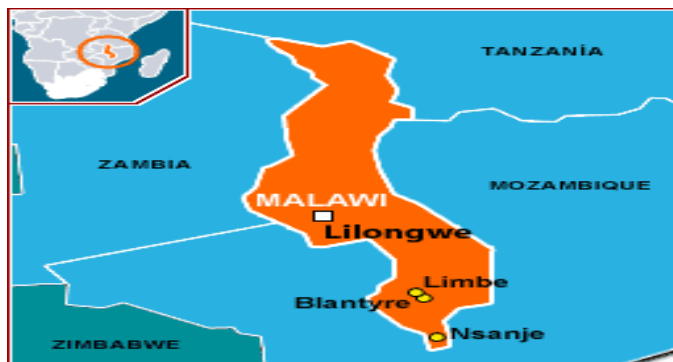 TANZANÍA
ZAMBIA
MOZAMBIQUE
MALAWI
Lilongwe
Limbe
Blantyre
Nsanje
ZIMBABWE